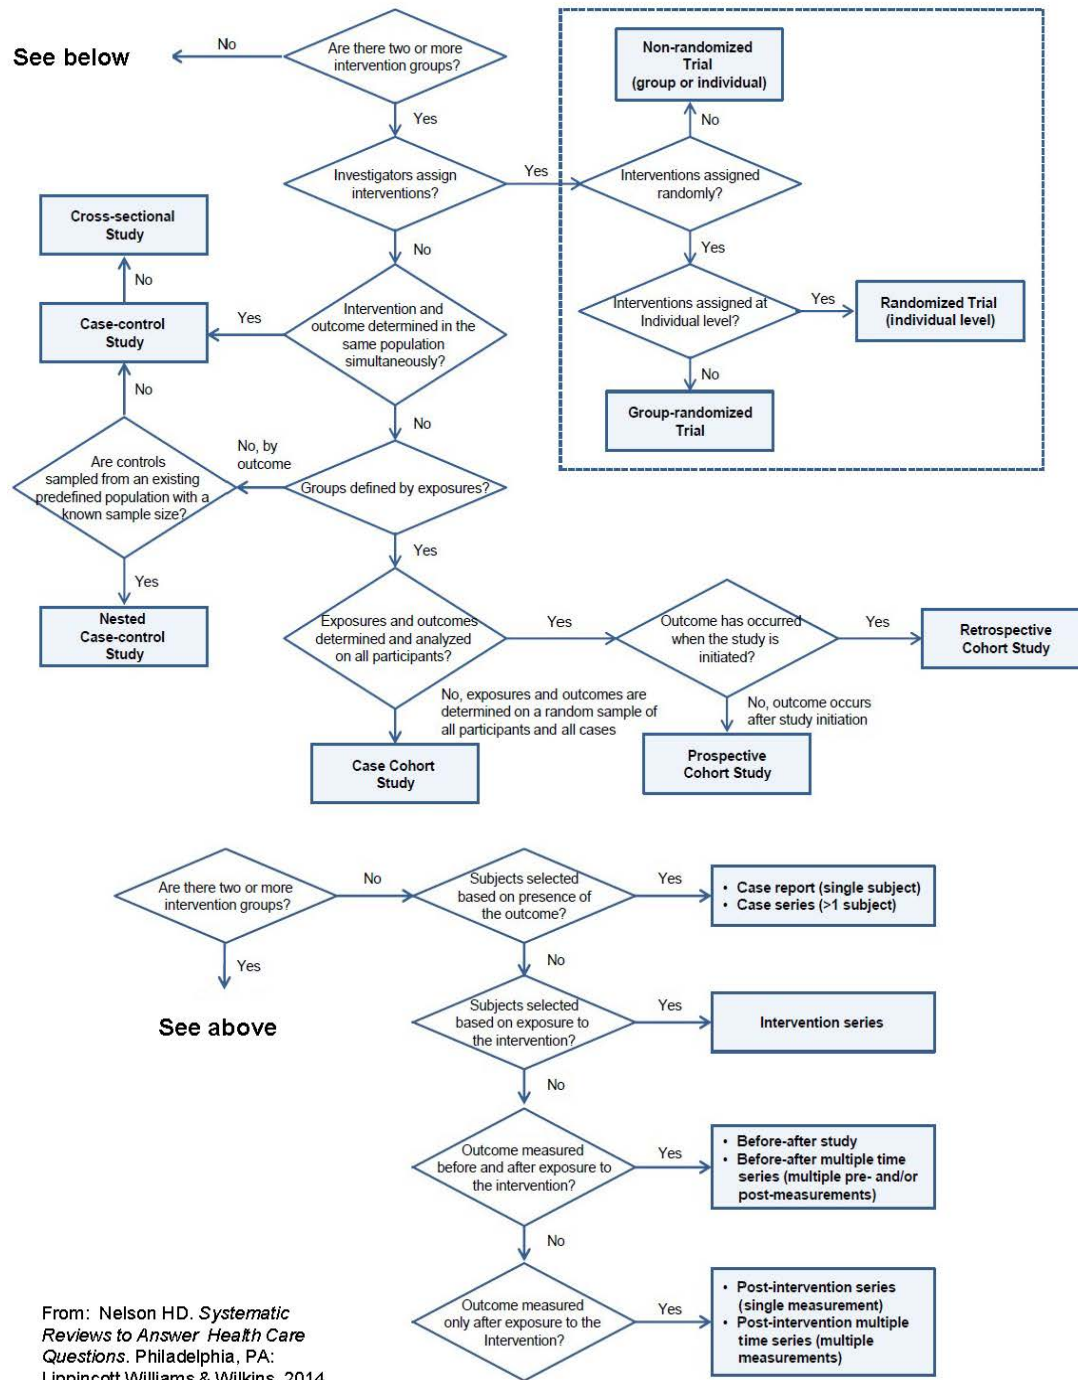 See below
No
Are there two or more
intervention groups?
Yes
Investigators assign
interventions?
Yes
Non-randomized
Trial
(group or individual)
No
Interventions assigned
randomly?
Yes
Interventions assigned at
Individual level?
Yes
Randomized Trial
(individual level)
No
Group-randomized
Trial
No
Intervention and
outcome determined in the
same population
simultaneously?
Yes
Cross-sectional
Study
No
Case-control
Study
No
Are controls
sampled from an existing
predefined population with a
known sample size?
Yes
Nested
Case-control
Study
No
No, by
outcome
Groups defined by exposures?
Yes
Exposures and outcomes
determined and analyzed
on all participants?
Yes
Outcome has occurred
when the study is
initiated?
Yes
Retrospective
Cohort Study
No, exposures and outcomes are
determined on a random sample of
all participants and all cases
No, outcome occurs
after study initiation
Case Cohort
Study
Prospective
Cohort Study
Are there two or more
intervention groups?
No
Yes
See above
Subjects selected
based on presence of
the outcome?
Yes
• Case report (single subject)
• Case series (>1 subject)
No
Subjects selected
based on exposure to
the intervention?
Yes
Intervention series
No
Outcome measured
before and after exposure to
the intervention?
Yes
• Before-after study
• Before-after multiple time
series (multiple pre- and/or
post-measurements)
No
Outcome measured
only after exposure to the
Intervention?
Yes
• Post-intervention series
(single measurement)
• Post-intervention multiple
time series (multiple
measurements)
From: Nelson HD. Systematic
Reviews to Answer Health Care
Questions. Philadelphia, PA:
Lippincott Williams & Wilkins, 2014